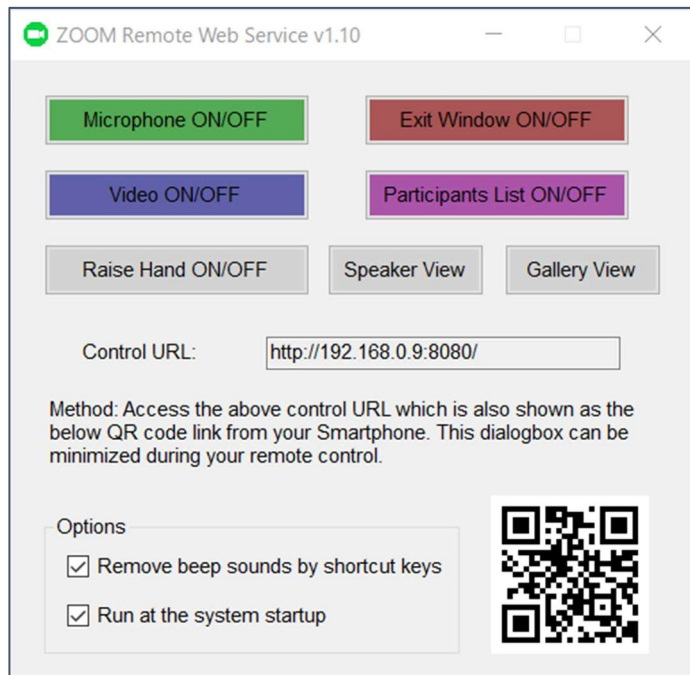 ZOOM Remote Web Service v1.10
Microphone ON/OFF
Exit Window ON/OFF
Video ON/OFF
Participants List ON/OFF
Raise Hand ON/OFF
Speaker View
Gallery View
Control URL:
http://192.168.0.9:8080/
Method: Access the above control URL which is also shown as the
below QR code link from your Smartphone. This dialogbox can be
minimized during your remote control.
Options
Remove beep sounds by shortcut keys
Run at the system startup